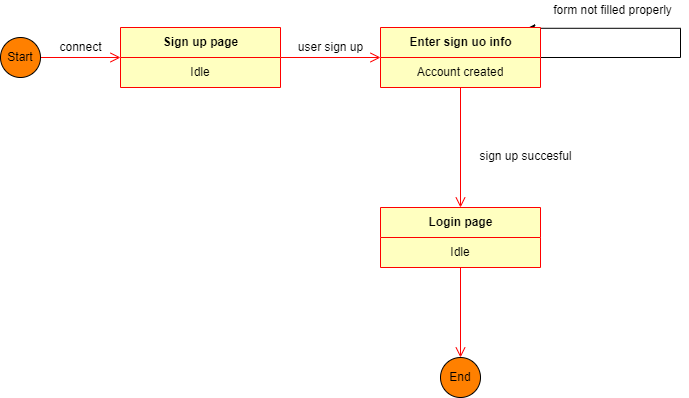 form not filled properly
Start
connect
Sign up page
Idle
user sign up
Enter sign uo info
Account created
sign up succesful
Login page
Idle
End